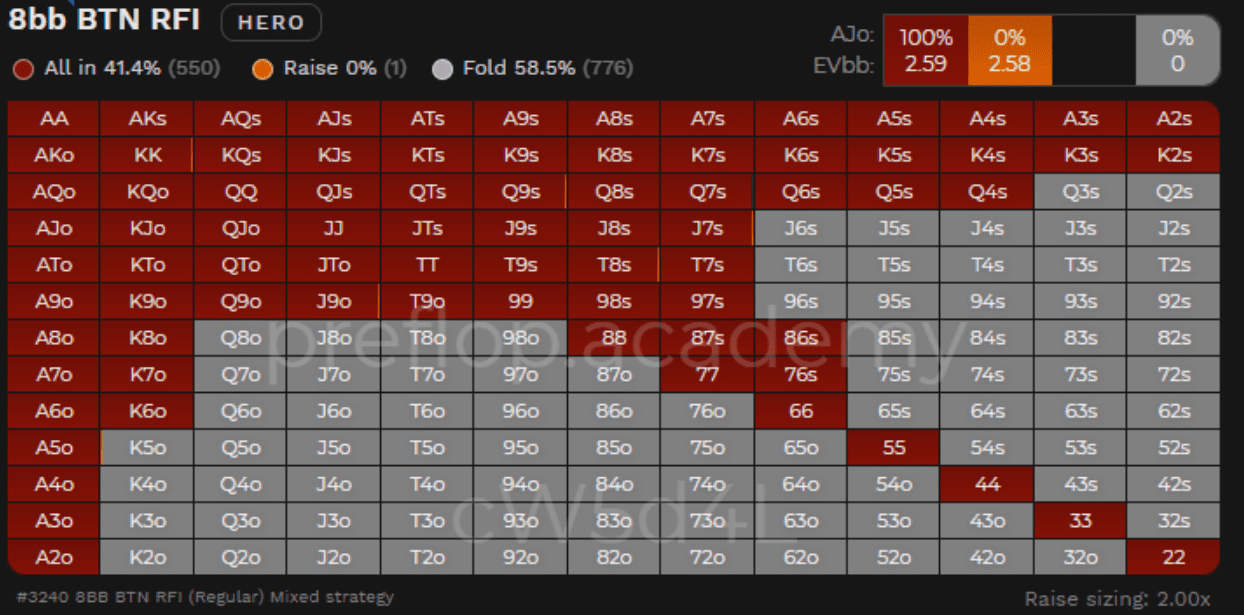 8bb BTN RFI HERO
AJo: 100% 0% 0%
All in 41.4% (550) Raise 0% (1) Fold 58.5% (776)
EVbb: 2.59 2.58 0
AA AKs AQs AJs ATs A9s A8s A7s A6s A5s A4s A3s A2s
AKo KK KQs KJs KTs K9s K8s K7s K6s K5s K4s K3s K2s
AQo KQo QQ QJs QTs Q9s Q8s Q7s Q6s Q5s Q4s Q3s Q2s
AJo KJo QJo JJ JTs J9s J8s J7s J6s J5s J4s J3s J2s
ATo KTo QTo JTo TT T9s T8s T7s T6s T5s T4s T3s T2s
A9o K9o Q9o J9o T9o 99 98s 97s 96s 95s 94s 93s 92s
A8o K8o Q8o J8o T8o 98o 88 87s 86s 85s 84s 83s 82s
preflop.academy
A7o K7o Q7o J7o T7o 97o 87o 77 76s 75s 74s 73s 72s
A6o K6o Q6o J6o T6o 96o 86o 76o 66 65s 64s 63s 62s
A5o K5o Q5o J5o T5o 95o 85o 75o 65o 55 54s 53s 52s
A4o K4o Q4o J4o T4o 94o 84o 74o 64o 54o 44 43s 42s
cW5d4L
A3o K3o Q3o J3o T3o 93o 83o 73o 63o 53o 43o 33 32s
A2o K2o Q2o J2o T2o 92o 82o 72o 62o 52o 42o 32o 22
#3240 8BB BTN RFI (Regular) Mixed strategy
Raise sizing: 2.00x